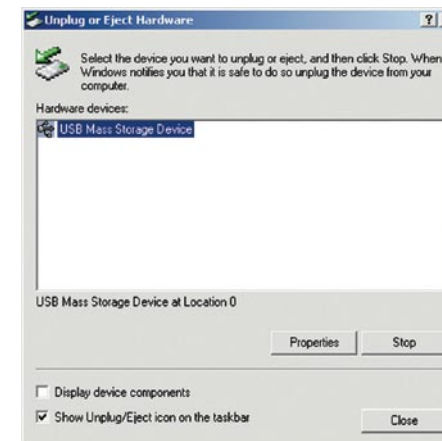 Unplug or Eject Hardware
?
Select the device you want to unplug or eject, and then click Stop. When
Windows notifies you that it is safe to do so unplug the device from your
computer.
Hardware devices:
USB Mass Storage Device
USB Mass Storage Device at Location 0
Properties Stop
Display device components
Show Unplug/Eject icon on the taskbar
Close